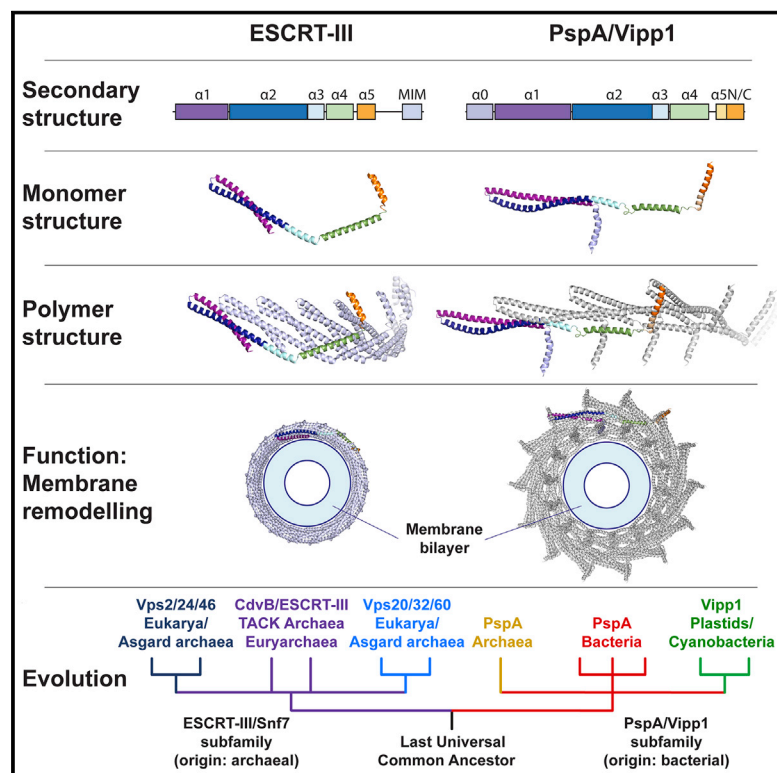 ESCRT-III PspA/Vipp1
Secondary
structure
α1 α2 α3 α4 α5 MIM
α0 α1 α2 α3 α4 α5N/C
Monomer
structure
Polymer
structure
Function:
Membrane
remodelling
Membrane
bilayer
Evolution
Vps2/24/46
Eukarya/
Asgard archaea
CdvB/ESCRT-III
TACK Archaea
Euryarchaea
Vps20/32/60
Eukarya/
Asgard archaea
PspA
Archaea
PspA
Bacteria
Vipp1
Plastids/
Cyanobacteria
ESCRT-III/Snf7
subfamily
(origin: archaeal)
Last Universal
Common Ancestor
PspA/Vipp1
subfamily
(origin: bacterial)